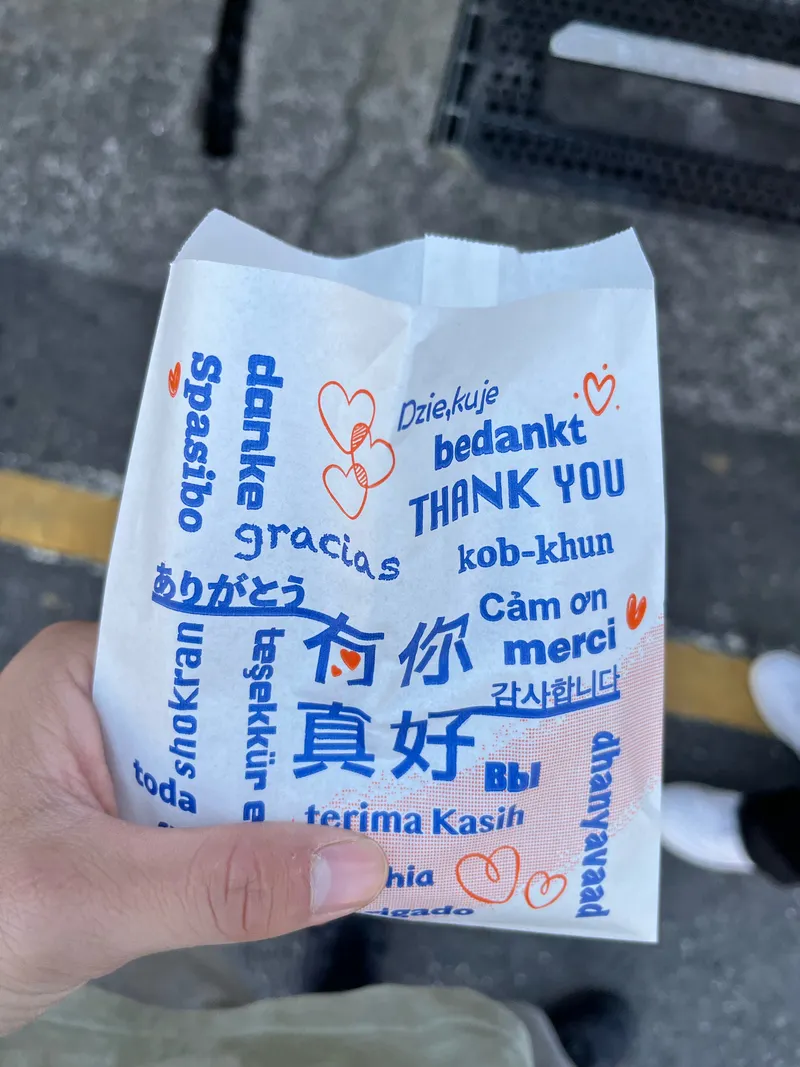 Spasibo
danke
gracias
Dzie,kuje
bedankt
THANK YOU
kob-khun
ありがとう
Cảm ơn
merci
감사합니다
有你
真好
shokran
teşekkür e
toda
ВЫ
terima Kasih
dhanyavaad